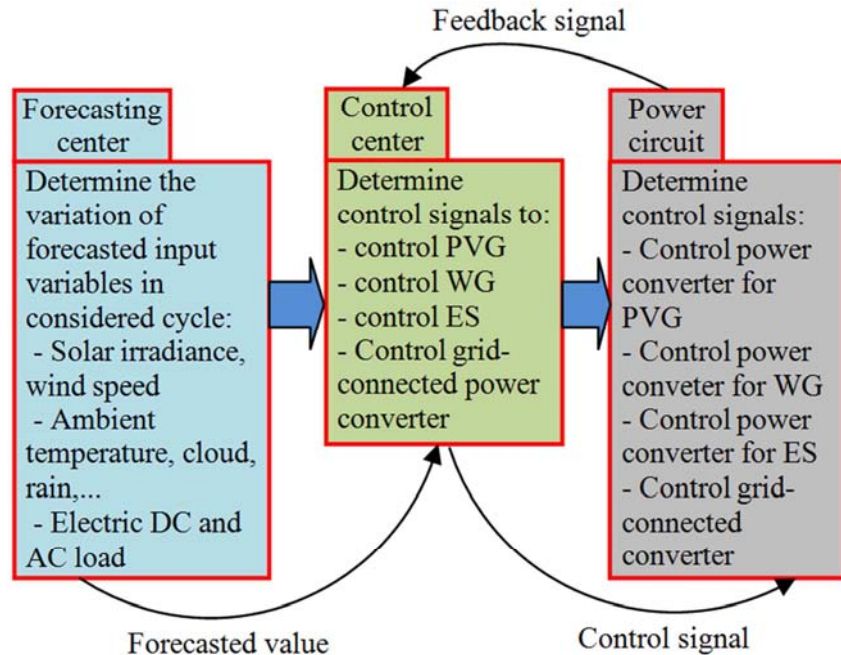 Feedback signal
Forecasting
center
Determine the
variation of
forecasted input
variables in
considered cycle:
- Solar irradiance,
wind speed
- Ambient
temperature, cloud,
rain,...
- Electric DC and
AC load
Control
center
Determine
control signals to:
- control PVG
- control WG
- control ES
- Control grid-
connected power
converter
Power
circuit
Determine
control signals:
- Control power
converter for
PVG
- Control power
conveter for WG
- Control power
converter for ES
- Control grid-
connected
converter
Forecasted value
Control signal